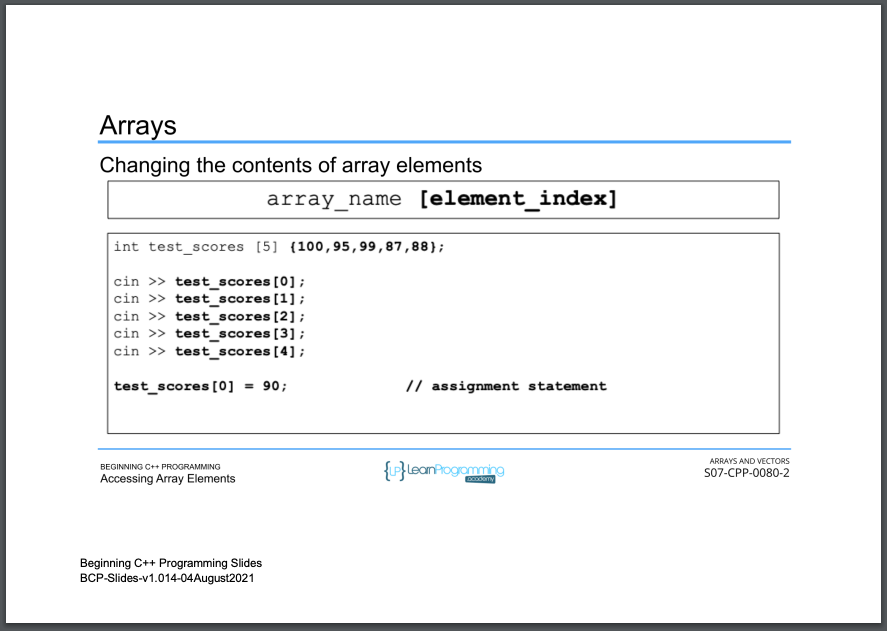 Arrays
Changing the contents of array elements
array_name [element_index]
int test_scores [5] {100,95,99,87,88};
cin >> test_scores[0];
cin >> test_scores[1];
cin >> test_scores[2];
cin >> test_scores[3];
cin >> test_scores[4];
test_scores[0] = 90; // assignment statement
BEGINNING C++ PROGRAMMING
Accessing Array Elements
{LP} LearnProgramming
academy
ARRAYS AND VECTORS
S07-CPP-0080-2
Beginning C++ Programming Slides
BCP-Slides-v1.014-04August2021